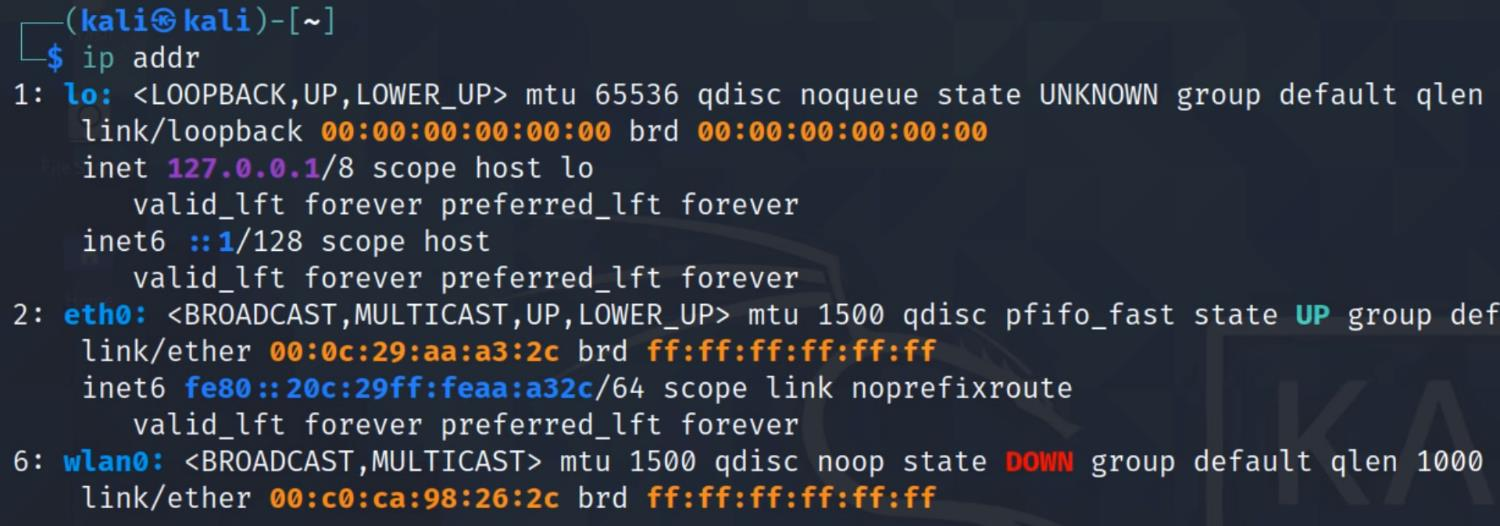 (kali㉿kali)-[~]
$ ip addr
1: lo: <LOOPBACK,UP,LOWER_UP> mtu 65536 qdisc noqueue state UNKNOWN group default qlen
link/loopback 00:00:00:00:00:00 brd 00:00:00:00:00:00
inet 127.0.0.1/8 scope host lo
valid_lft forever preferred_lft forever
inet6 ::1/128 scope host
valid_lft forever preferred_lft forever
2: eth0: <BROADCAST,MULTICAST,UP,LOWER_UP> mtu 1500 qdisc pfifo_fast state UP group def
link/ether 00:0c:29:aa:a3:2c brd ff:ff:ff:ff:ff:ff
inet6 fe80::20c:29ff:feaa:a32c/64 scope link noprefixroute
valid_lft forever preferred_lft forever
6: wlan0: <BROADCAST,MULTICAST> mtu 1500 qdisc noop state DOWN group default qlen 1000
link/ether 00:c0:ca:98:26:2c brd ff:ff:ff:ff:ff:ff
KA